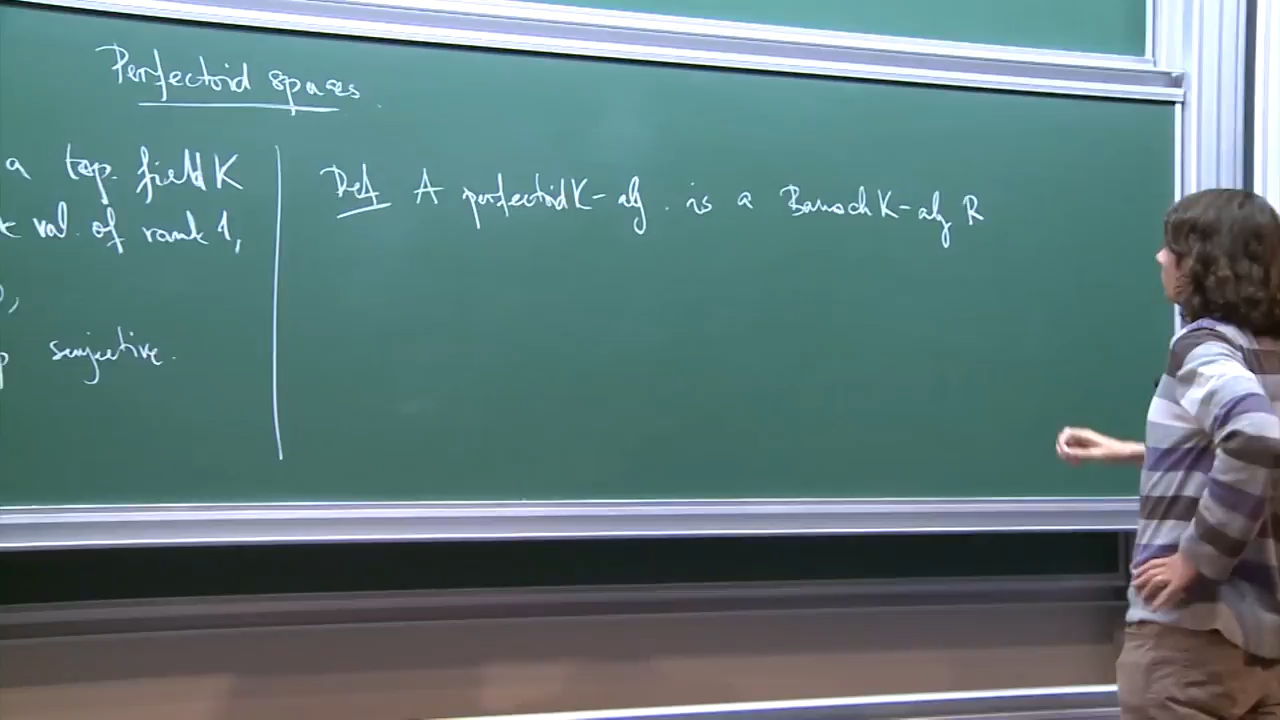 Perfectoid spaces.
a top. field K
val. of rank 1,
surjective.
Def A perfectoid K-alg. is a Banach K-alg R